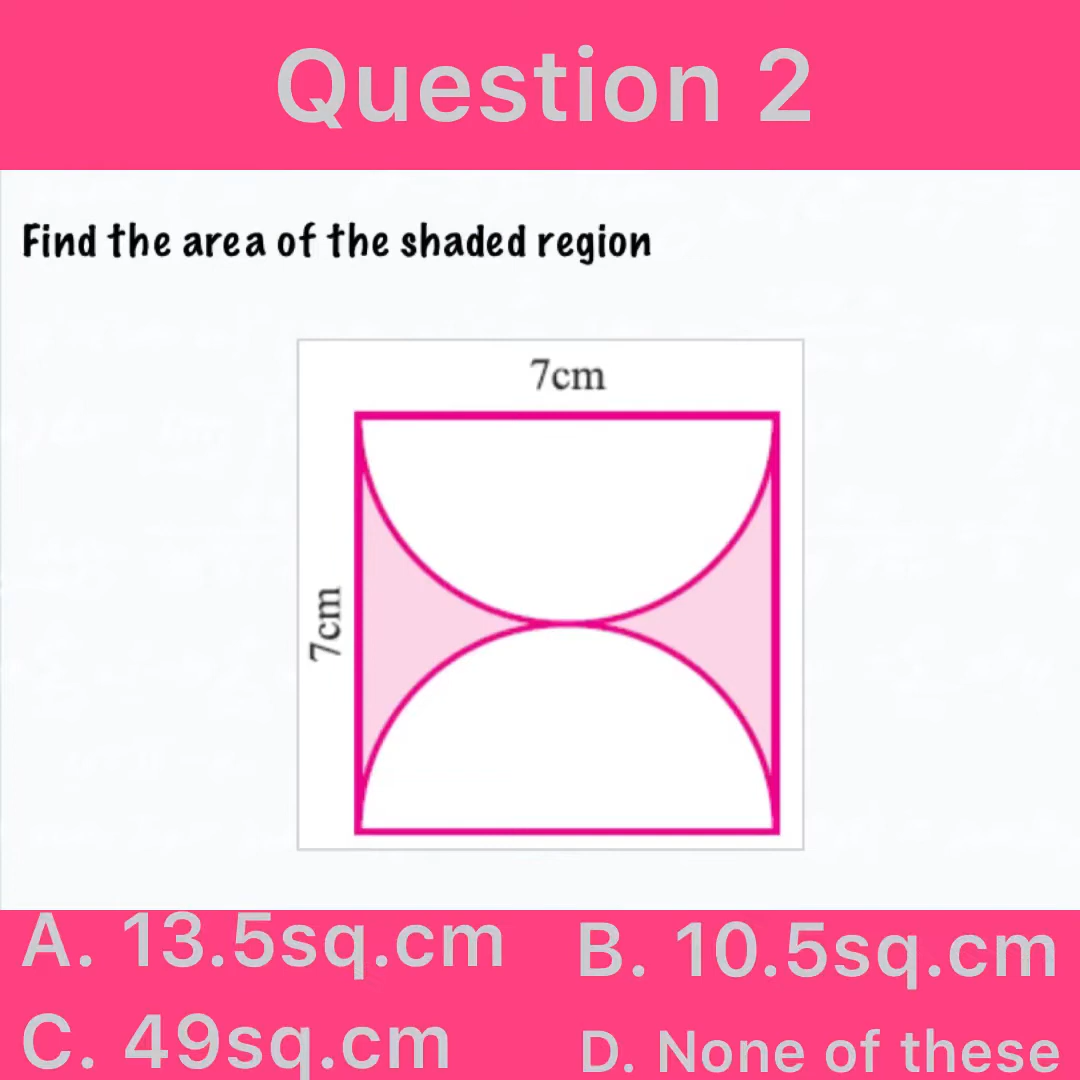 Question 2
Find the area of the shaded region
7cm
7cm
A. 13.5sq.cm
B. 10.5sq.cm
C. 49sq.cm
D. None of these